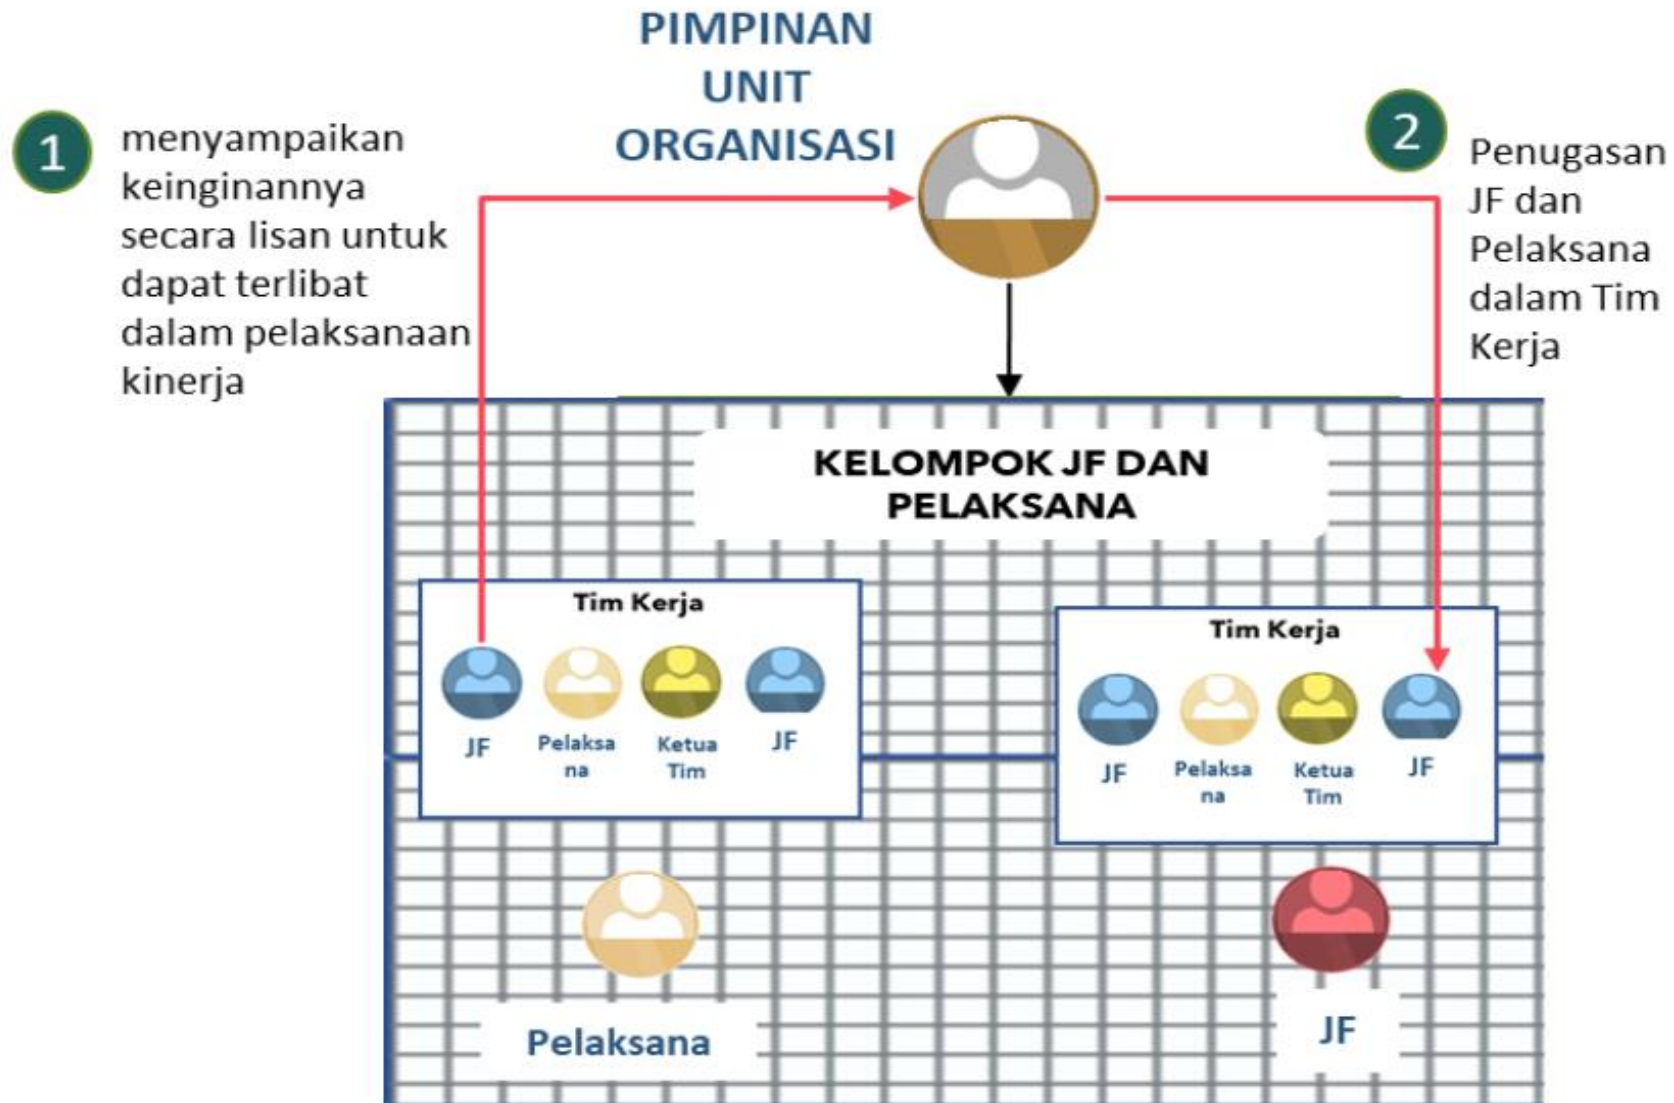 PIMPINAN
UNIT
ORGANISASI
1
menyampaikan
keinginannya
secara lisan untuk
dapat terlibat
dalam pelaksanaan
kinerja
2
Penugasan
JF dan
Pelaksana
dalam Tim
Kerja
KELOMPOK JF DAN
PELAKSANA
Tim Kerja
JF
Pelaksa
na
Ketua
Tim
JF
Tim Kerja
JF
Pelaksa
na
Ketua
Tim
JF
Pelaksana
JF